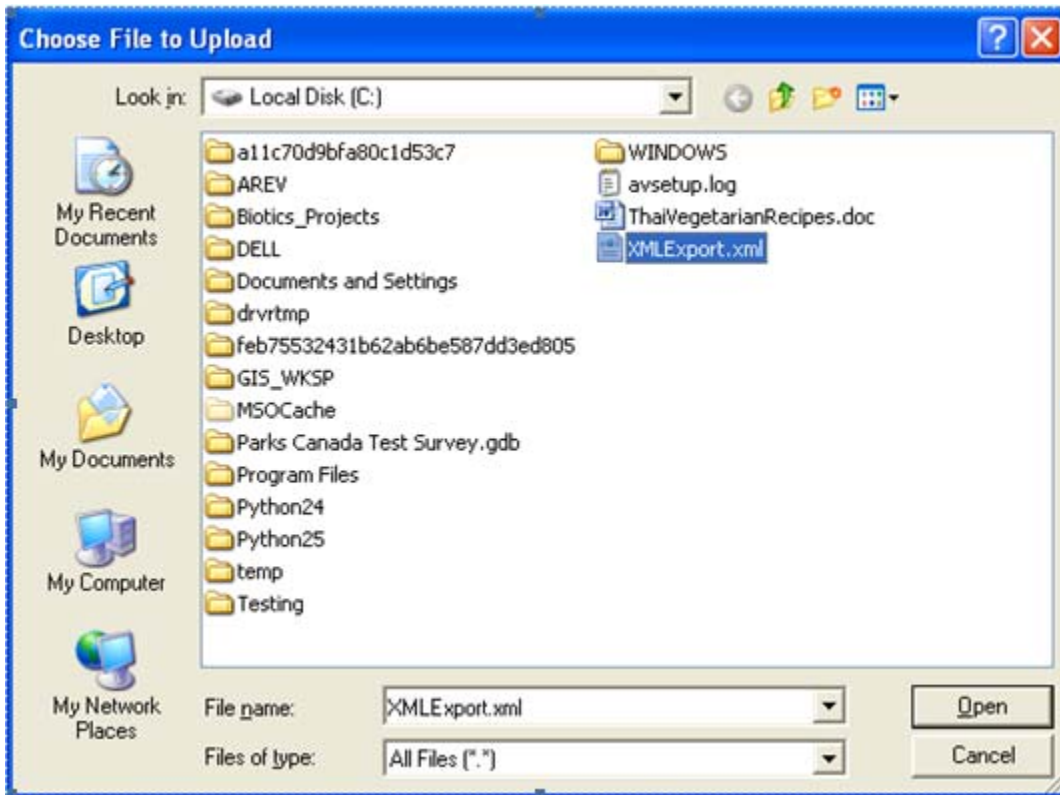 Choose File to Upload
Look in:
Local Disk (C:)
My Recent
Documents
Desktop
My Documents
My Computer
My Network
Places
a11c70d9bfa80c1d53c7
AREV
Biotics_Projects
DELL
Documents and Settings
drvrtmp
feb75532431b62ab6be587dd3ed805
GIS_WKSP
MSOCache
Parks Canada Test Survey.gdb
Program Files
Python24
Python25
temp
Testing
WINDOWS
avsetup.log
ThaiVegetarianRecipes.doc
XMLExport.xml
File name:
XMLExport.xml
Open
Files of type:
All Files (*.*)
Cancel